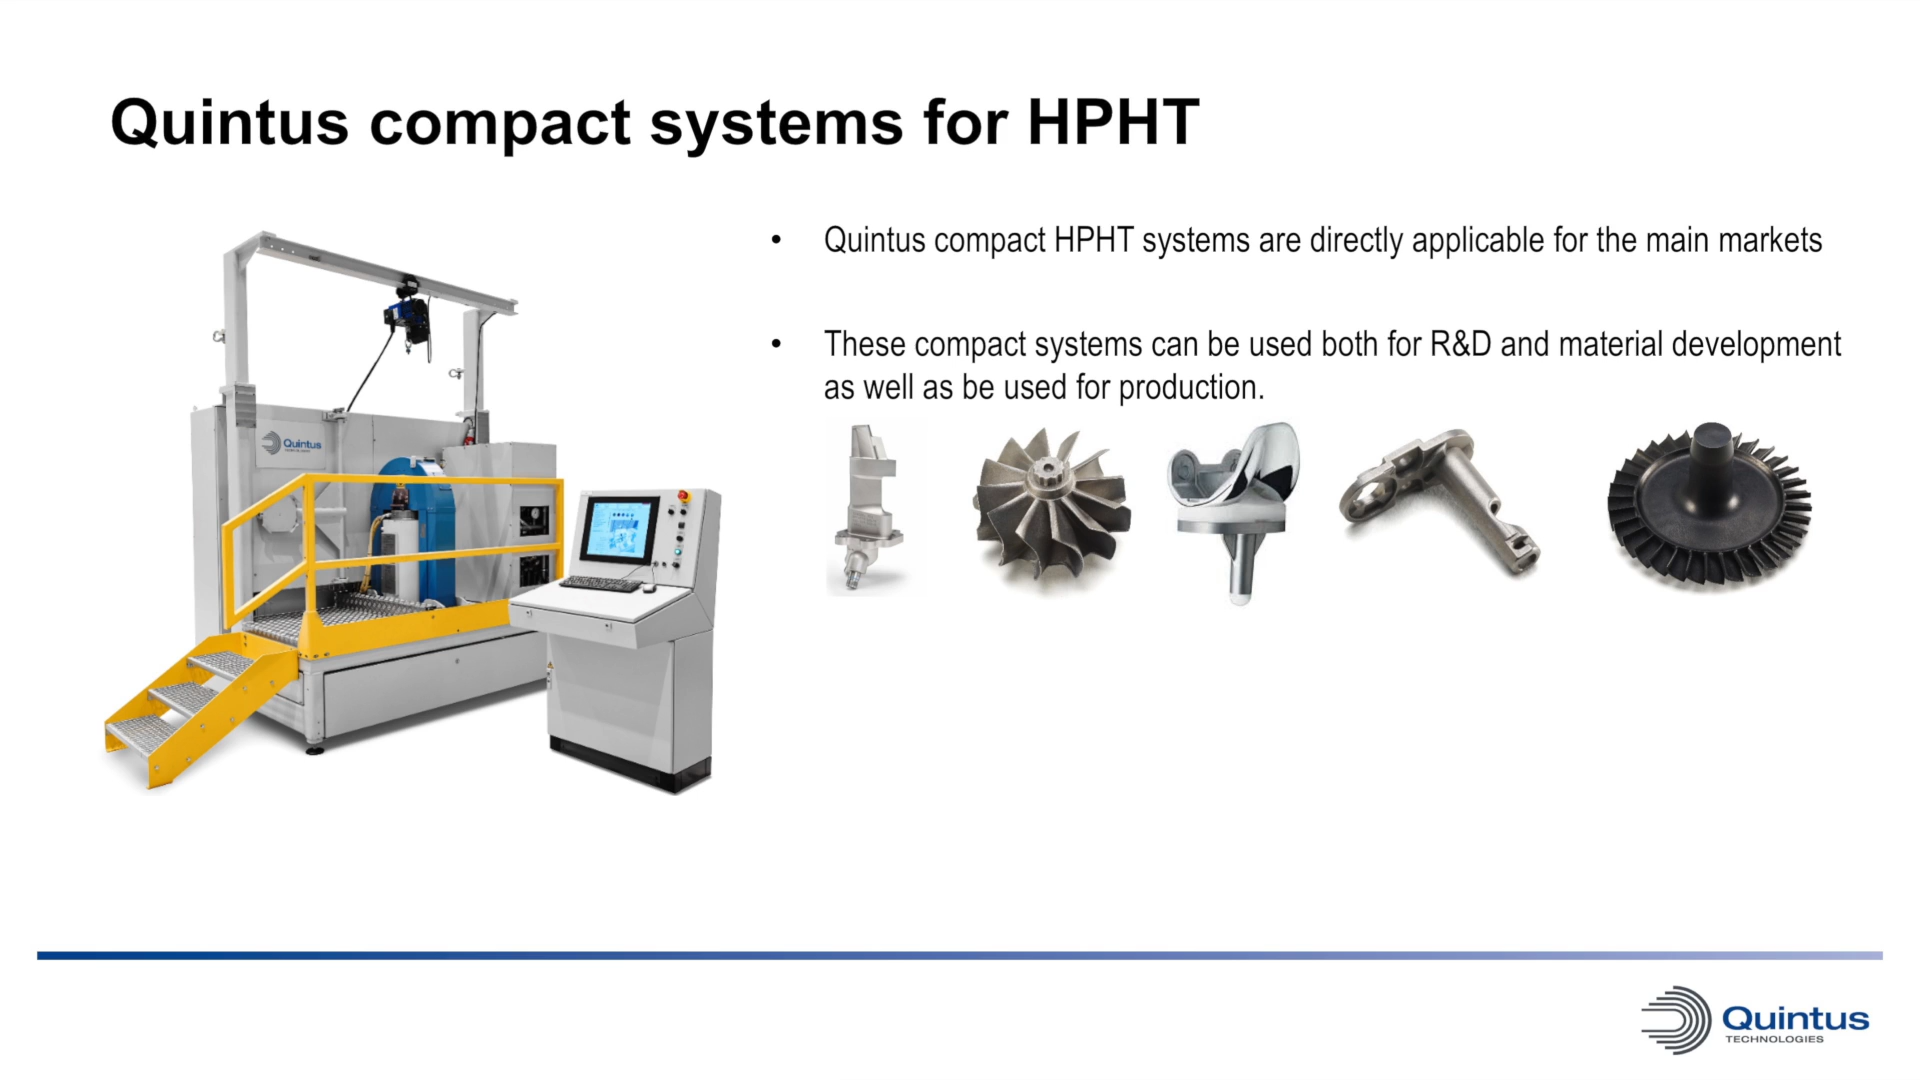 Quintus compact systems for HPHT
• Quintus compact HPHT systems are directly applicable for the main markets
• These compact systems can be used both for R&D and material development
as well as be used for production.
Quintus
Quintus
TECHNOLOGIES